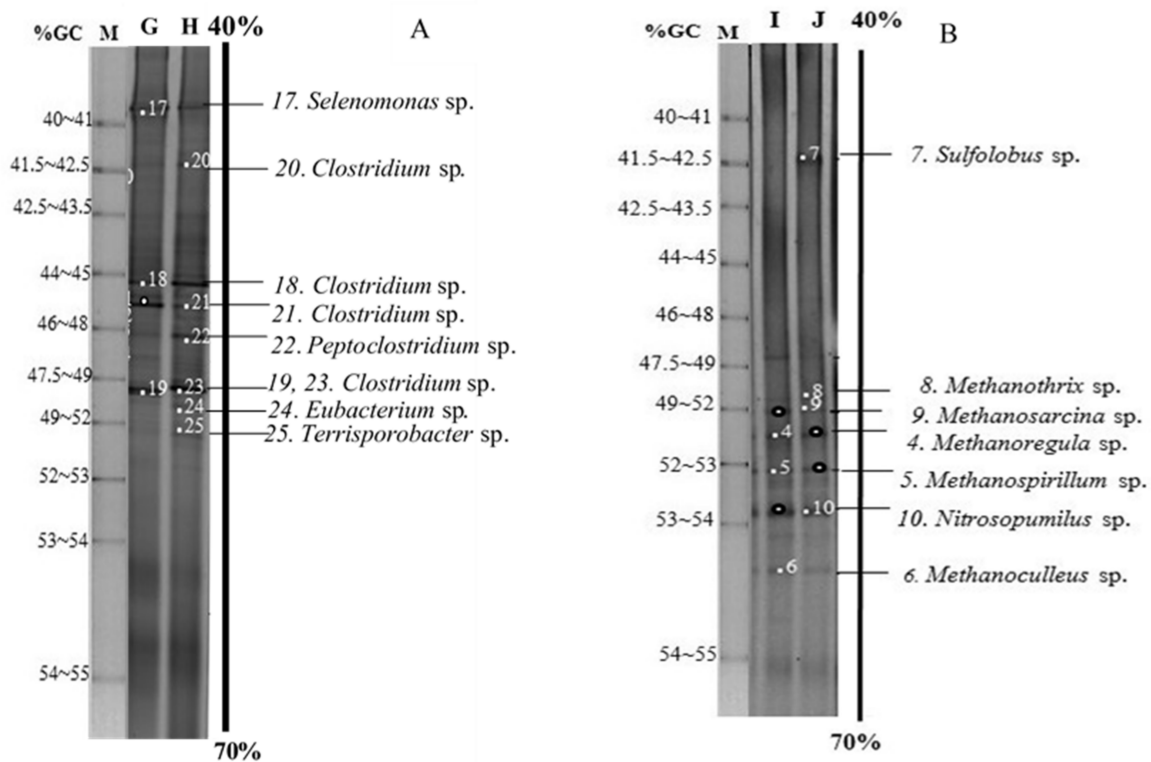 %GC M G H 40% A
17
17. Selenomonas sp.
40~41
20
41.5~42.5
20. Clostridium sp.
42.5~43.5
44~45
18
18. Clostridium sp.
21
21. Clostridium sp.
46~48
22
22. Peptoclostridium sp.
47.5~49
19
23
19, 23. Clostridium sp.
24
24. Eubacterium sp.
49~52
25
25. Terrisporobacter sp.
52~53
53~54
54~55
70%
%GC M I J 40% B
40~41
7
7. Sulfolobus sp.
41.5~42.5
42.5~43.5
44~45
46~48
47.5~49
8
8. Methanothrix sp.
49~52
9
9. Methanosarcina sp.
4
4. Methanoregula sp.
52~53
5
5. Methanospirillum sp.
10
10. Nitrosopumilus sp.
53~54
6
6. Methanoculleus sp.
54~55
70%